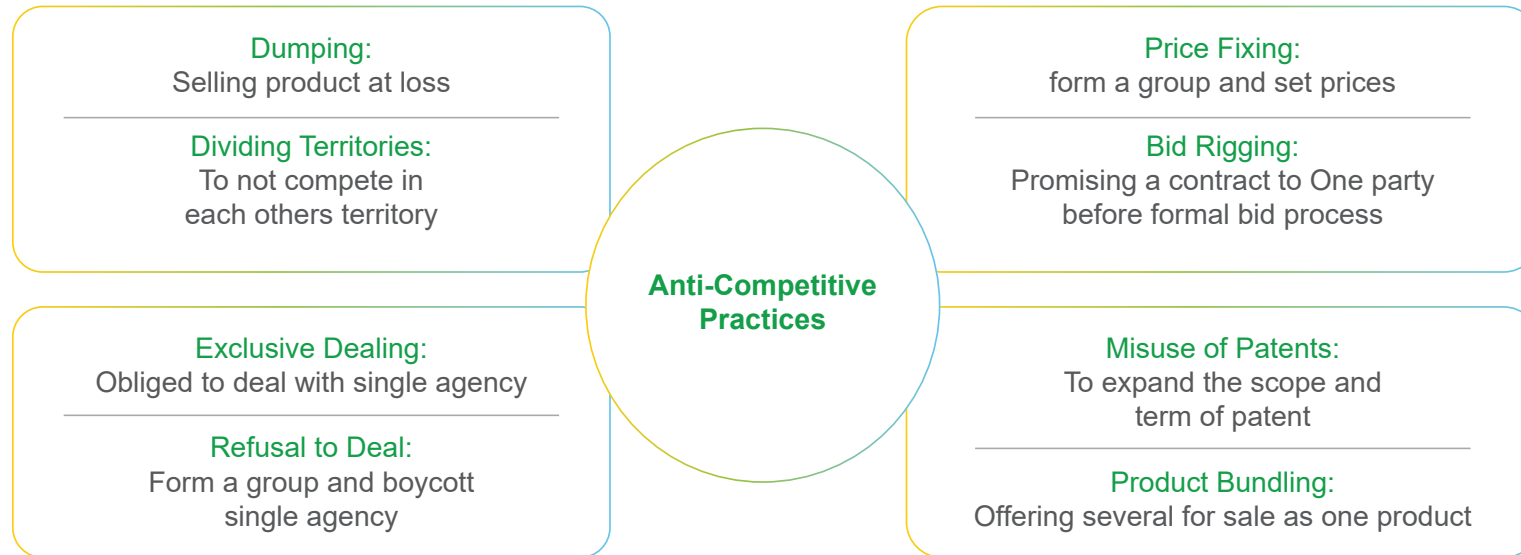 Dumping:
Selling product at loss
Dividing Territories:
To not compete in
each others territory
Price Fixing:
form a group and set prices
Bid Rigging:
Promising a contract to One party
before formal bid process
Anti-Competitive
Practices
Exclusive Dealing:
Obliged to deal with single agency
Refusal to Deal:
Form a group and boycott
single agency
Misuse of Patents:
To expand the scope and
term of patent
Product Bundling:
Offering several for sale as one product